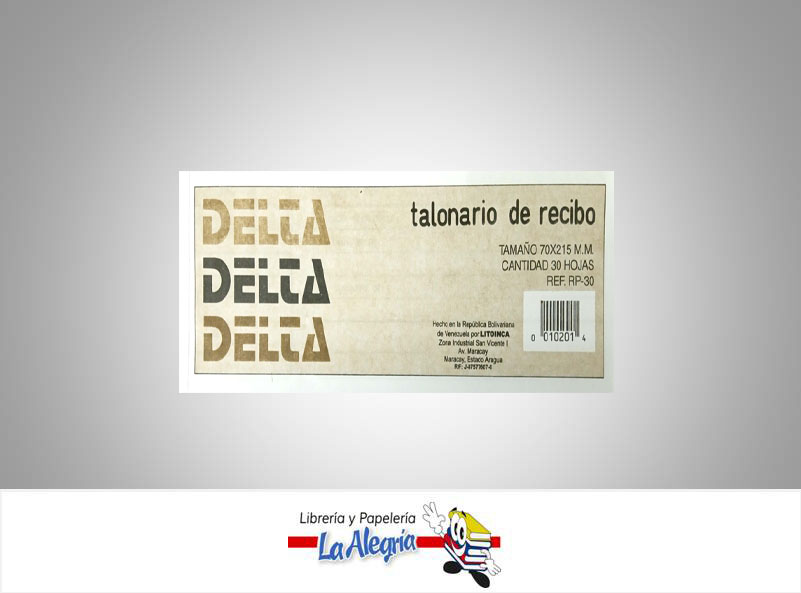 DELTA
DELTA
DELTA
talonario de recibo
TAMAÑO 70X215 M.M.
CANTIDAD 30 HOJAS
REF. RP-30
Hecho en la República Bolivariana
de Venezuela por LITOINCA
Zona Industrial San Vicente I
Av. Maracay
Maracay, Estado Aragua
RIF:
0 010201 4
Librería y Papelería
La Alegría